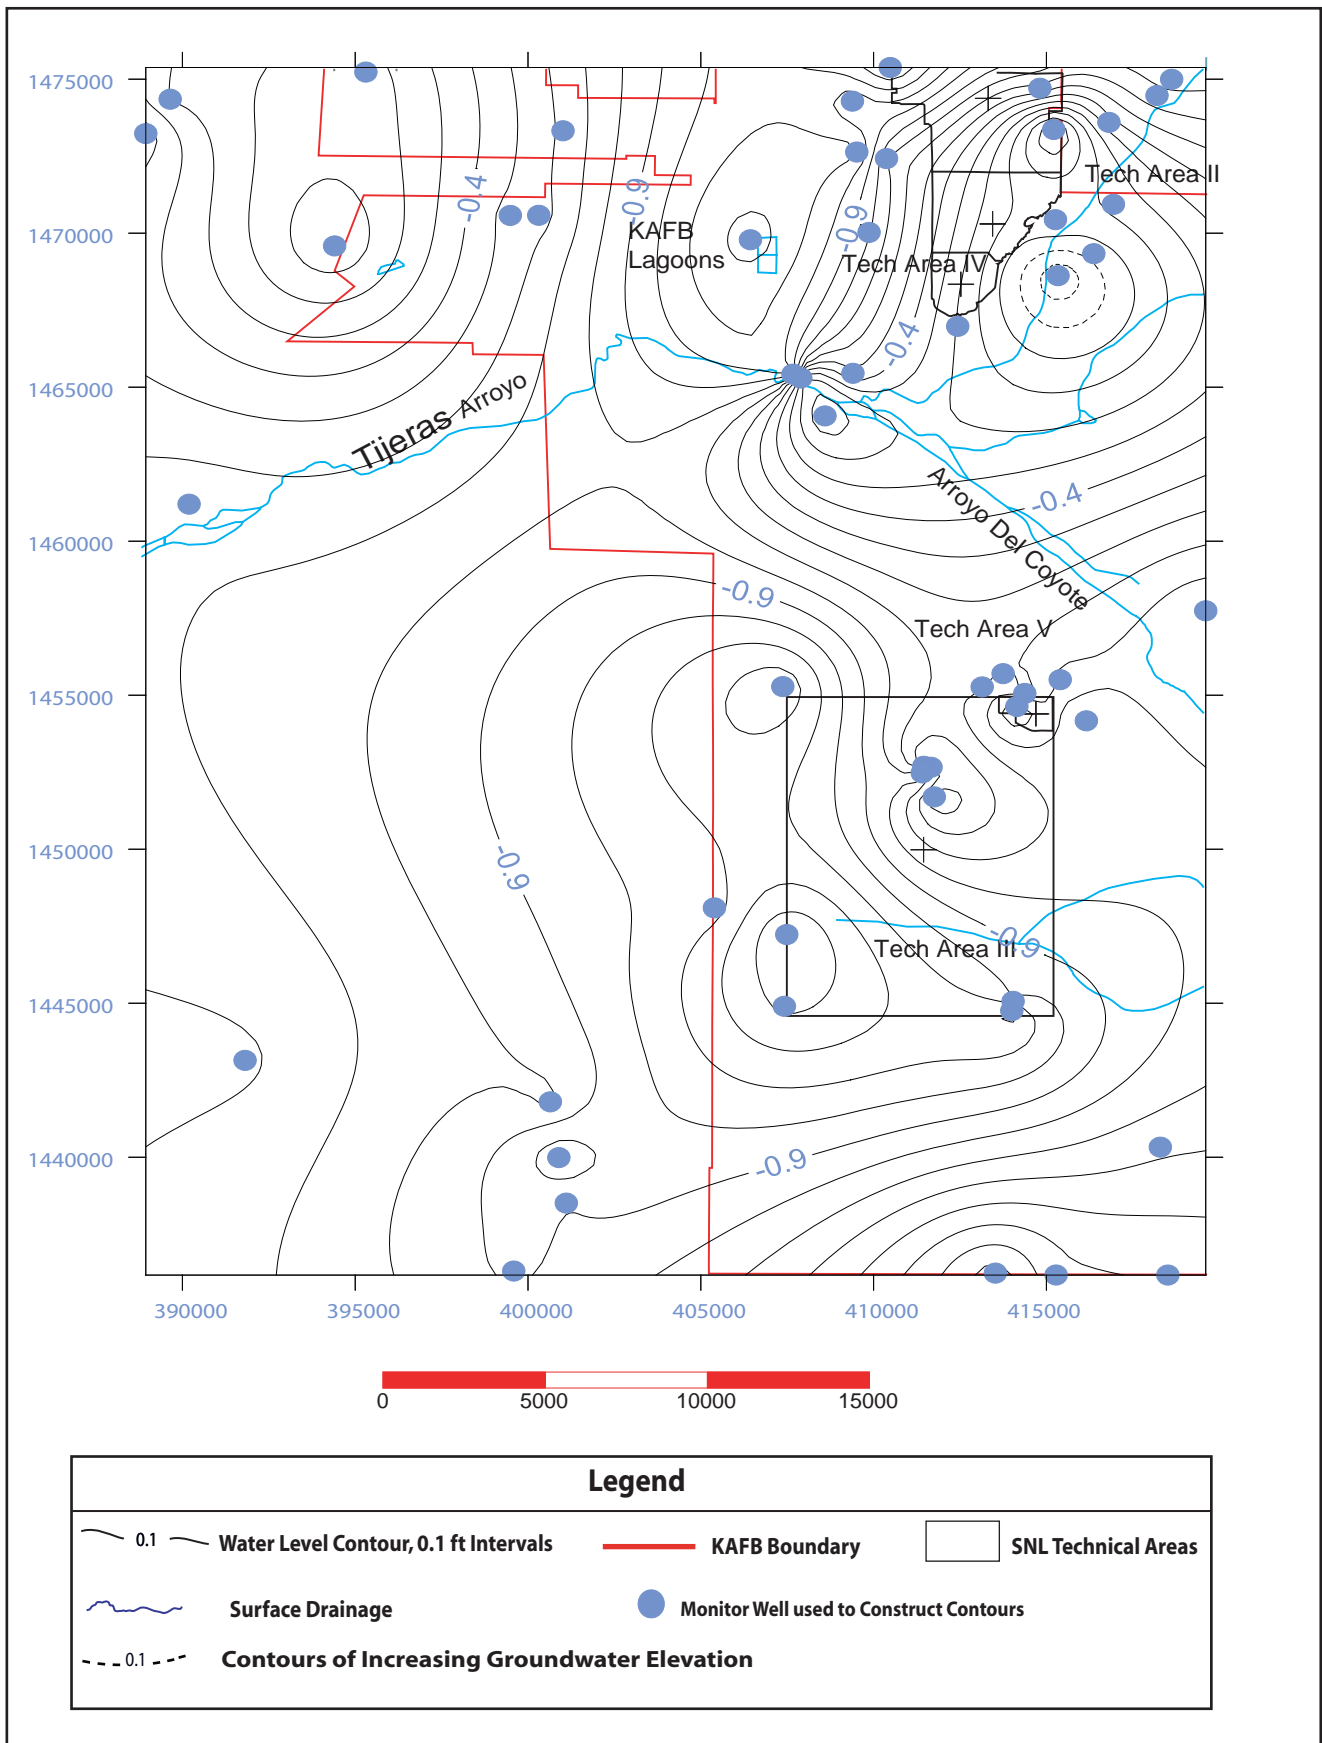 1475000
1470000
1465000
1460000
1455000
1450000
1445000
1440000
-0.4
-0.9
-0.9
Tech Area II
KAFB
Lagoons
Tech Area IV
-0.4
Tijeras Arroyo
Arroyo Del Coyote
-0.4
-0.9
Tech Area V
-0.9
-0.9
Tech Area III
-0.9
390000
395000
400000
405000
410000
415000
0
5000
10000
15000
Legend
0.1 Water Level Contour, 0.1 ft Intervals
KAFB Boundary
SNL Technical Areas
Surface Drainage
Monitor Well used to Construct Contours
0.1 Contours of Increasing Groundwater Elevation